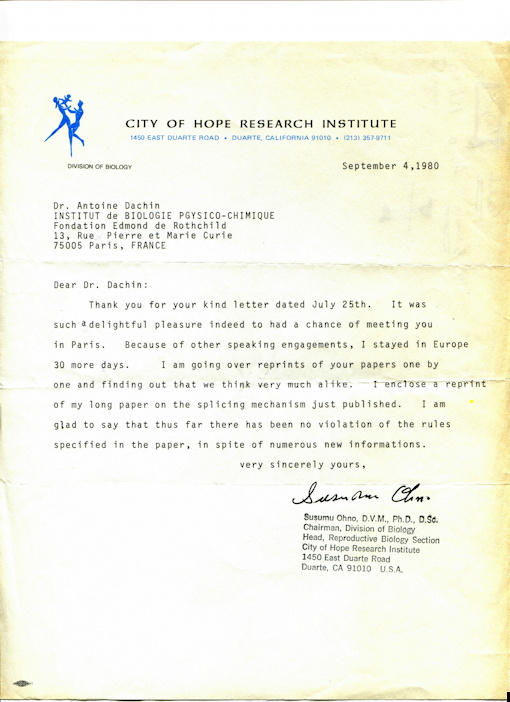 CITY OF HOPE RESEARCH INSTITUTE
1450 EAST DUARTE ROAD • DUARTE, CALIFORNIA 91010 • (213) 357-9711
DIVISION OF BIOLOGY
September 4,1980
Dr. Antoine Dachin
INSTITUT de BIOLOGIE PGYSICO-CHIMIQUE
Fondation Edmond de Rothchild
13, Rue Pierre et Marie Curie
75005 Paris, FRANCE
Dear Dr. Dachin:
Thank you for your kind letter dated July 25th. It was
such a delightful pleasure indeed to had a chance of meeting you
in Paris. Because of other speaking engagements, I stayed in Europe
30 more days. I am going over reprints of your papers one by
one and finding out that we think very much alike. I enclose a reprint
of my long paper on the splicing mechanism just published. I am
glad to say that thus far there has been no violation of the rules
specified in the paper, in spite of numerous new informations.
very sincerely yours,
Susumu Ohno.
Susumu Ohno, D.V.M., Ph.D., D.Sc.
Chairman, Division of Biology
Head, Reproductive Biology Section
City of Hope Research Institute
1450 East Duarte Road
Duarte, CA 91010 U.S.A.